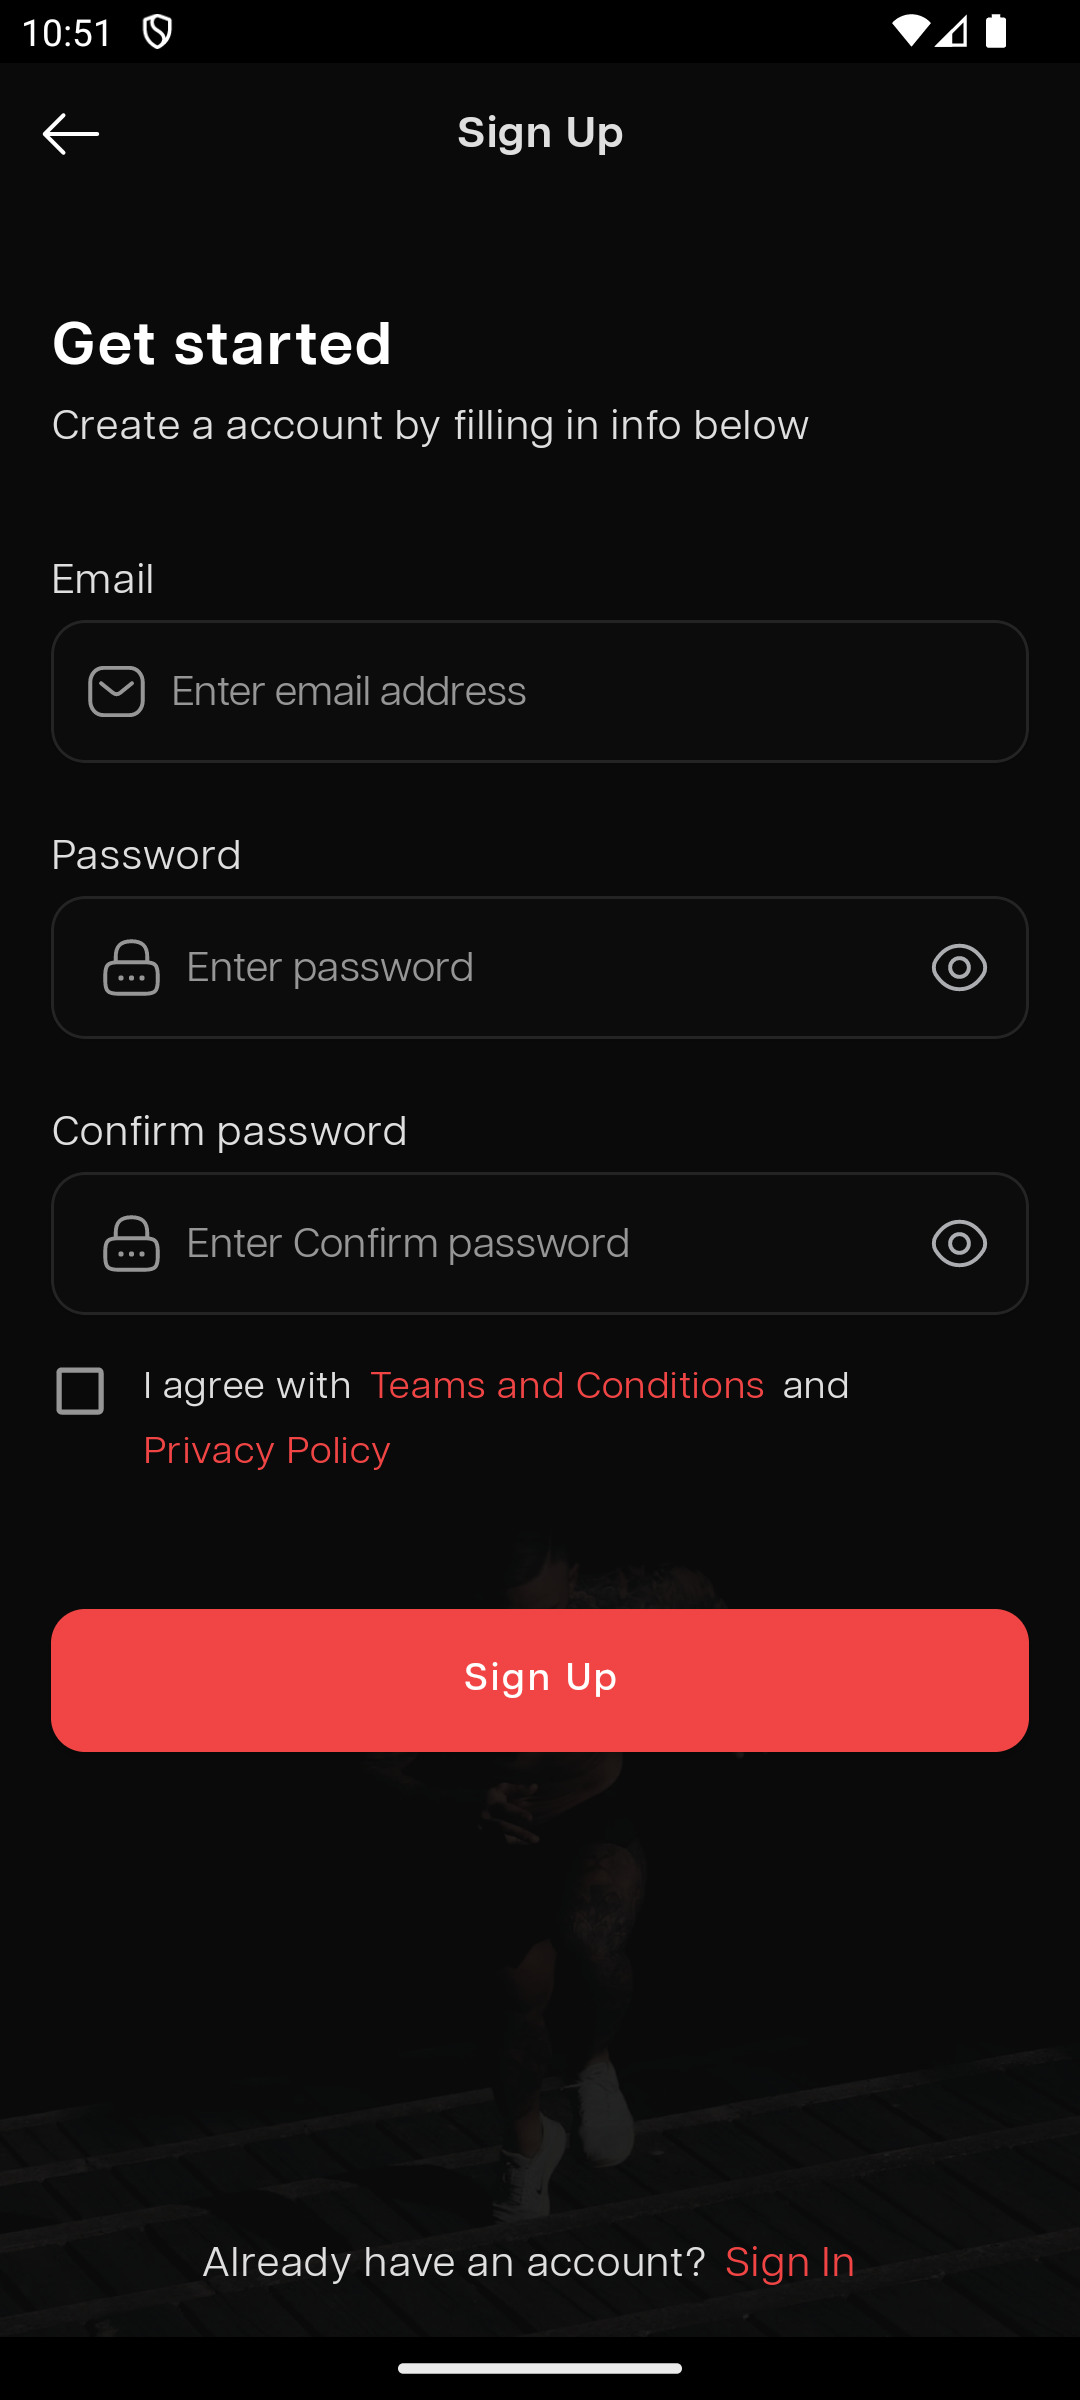 10:51
Sign Up
Get started
Create a account by filling in info below
Email
Enter email address
Password
Enter password
Confirm password
Enter Confirm password
I agree with Teams and Conditions and
Privacy Policy
Sign Up
Already have an account? Sign In